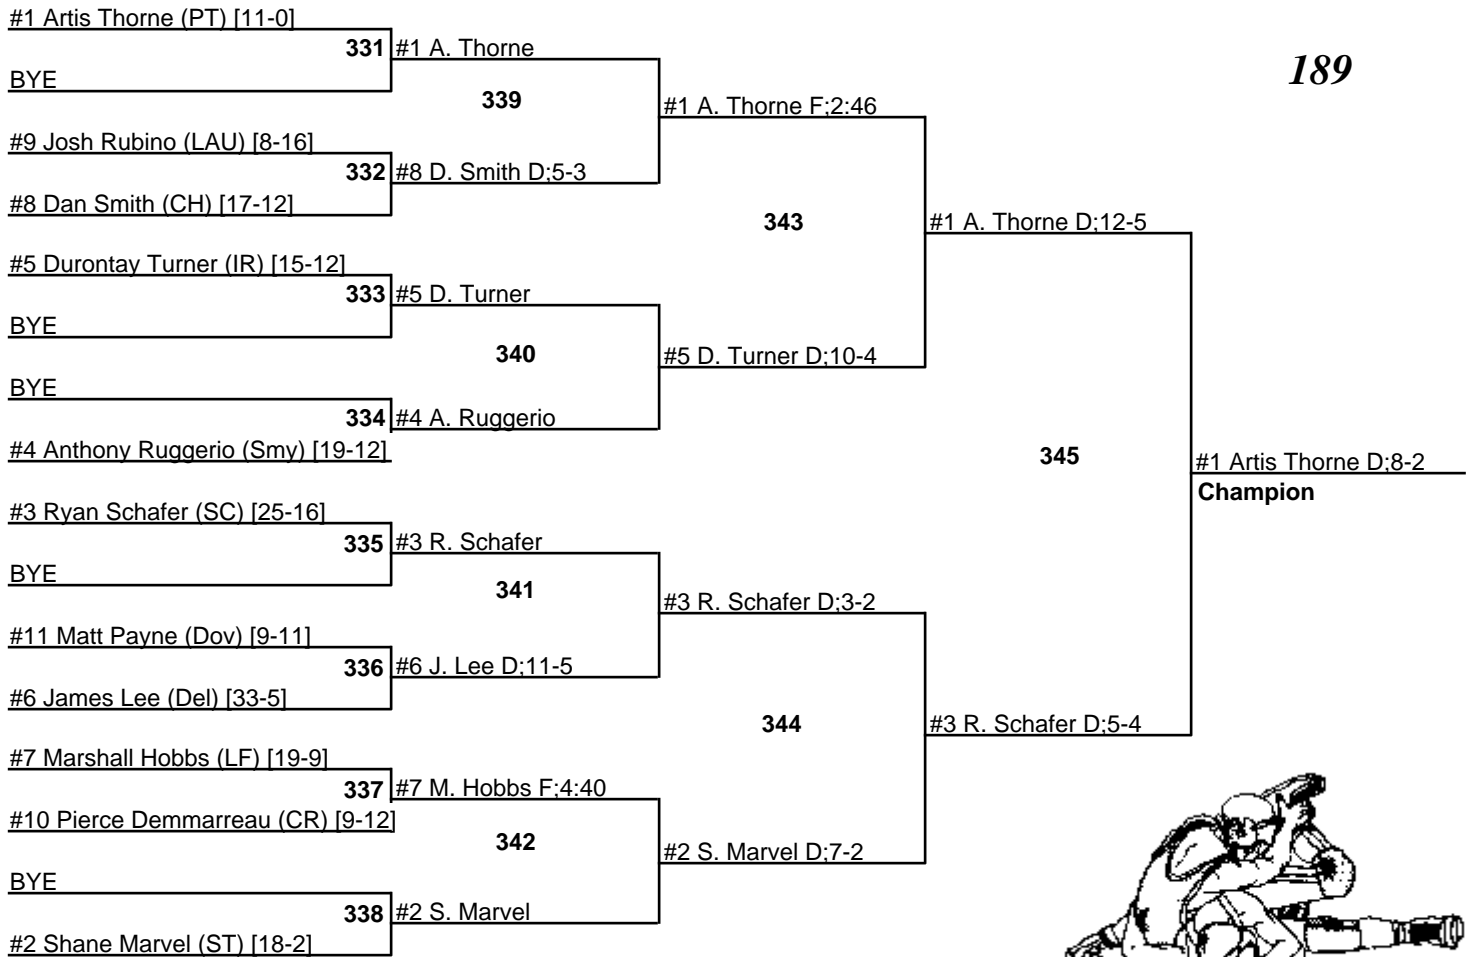 #1 Artis Thorne (PT) [11-0]
331 #1 A. Thorne
BYE
189
339
#1 A. Thorne F;2:46
#9 Josh Rubino (LAU) [8-16]
332 #8 D. Smith D;5-3
#8 Dan Smith (CH) [17-12]
343
#1 A. Thorne D;12-5
#5 Durontay Turner (IR) [15-12]
333 #5 D. Turner
BYE
340
#5 D. Turner D;10-4
BYE
334 #4 A. Ruggerio
#4 Anthony Ruggerio (Smy) [19-12]
345
#1 Artis Thorne D;8-2
Champion
#3 Ryan Schafer (SC) [25-16]
335 #3 R. Schafer
BYE
341
#3 R. Schafer D;3-2
#11 Matt Payne (Dov) [9-11]
336 #6 J. Lee D;11-5
#6 James Lee (Del) [33-5]
344
#3 R. Schafer D;5-4
#7 Marshall Hobbs (LF) [19-9]
337 #7 M. Hobbs F;4:40
#10 Pierce Demmarreau (CR) [9-12]
342
#2 S. Marvel D;7-2
BYE
338 #2 S. Marvel
#2 Shane Marvel (ST) [18-2]